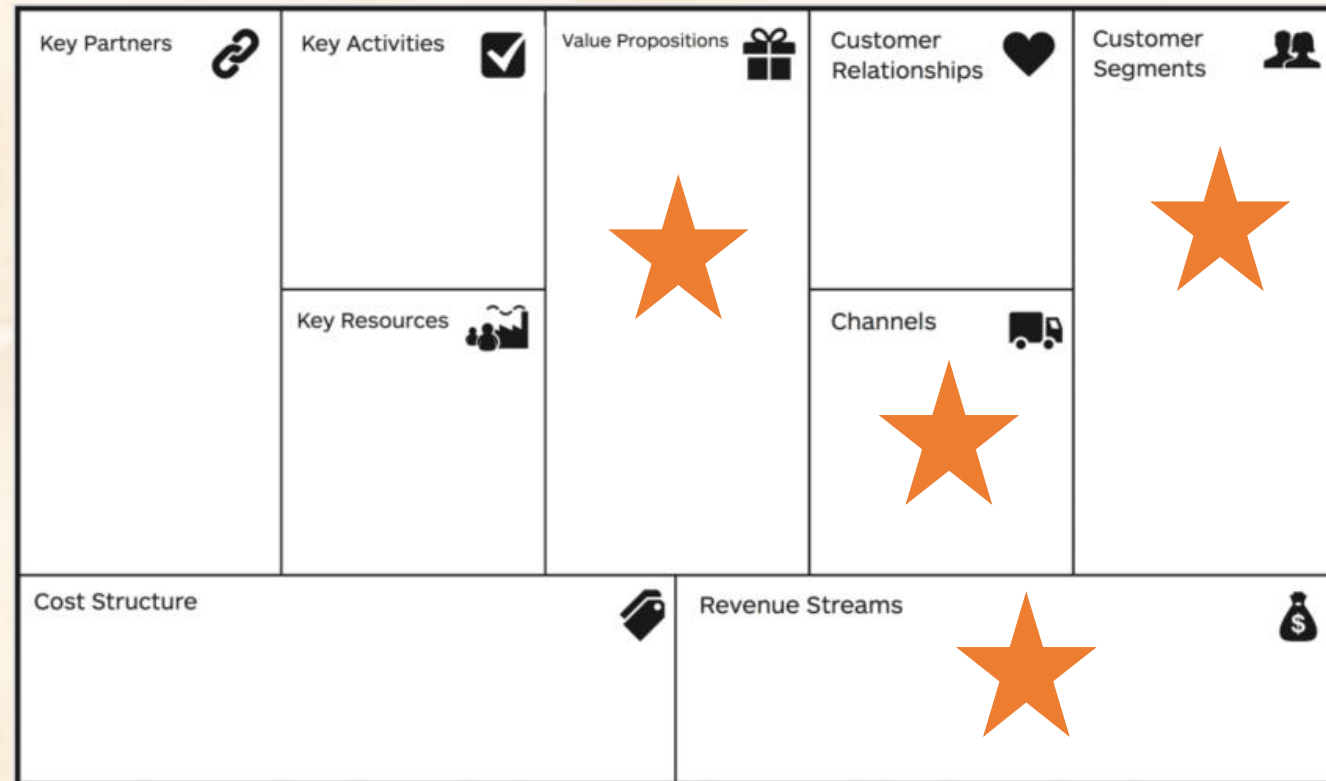 Key Partners
Key Activities
Value Propositions
Customer
Relationships
Customer
Segments
Key Resources
Channels
Cost Structure
Revenue Streams
$